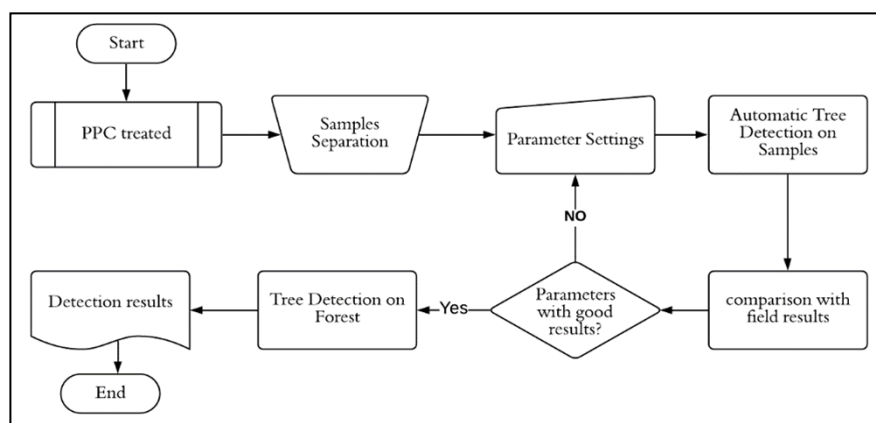 Start
PPC treated
Samples
Separation
Parameter Settings
Automatic Tree
Detection on
Samples
NO
Detection results
Tree Detection on
Forest
Yes
Parameters
with good
results?
comparison with
field results
End